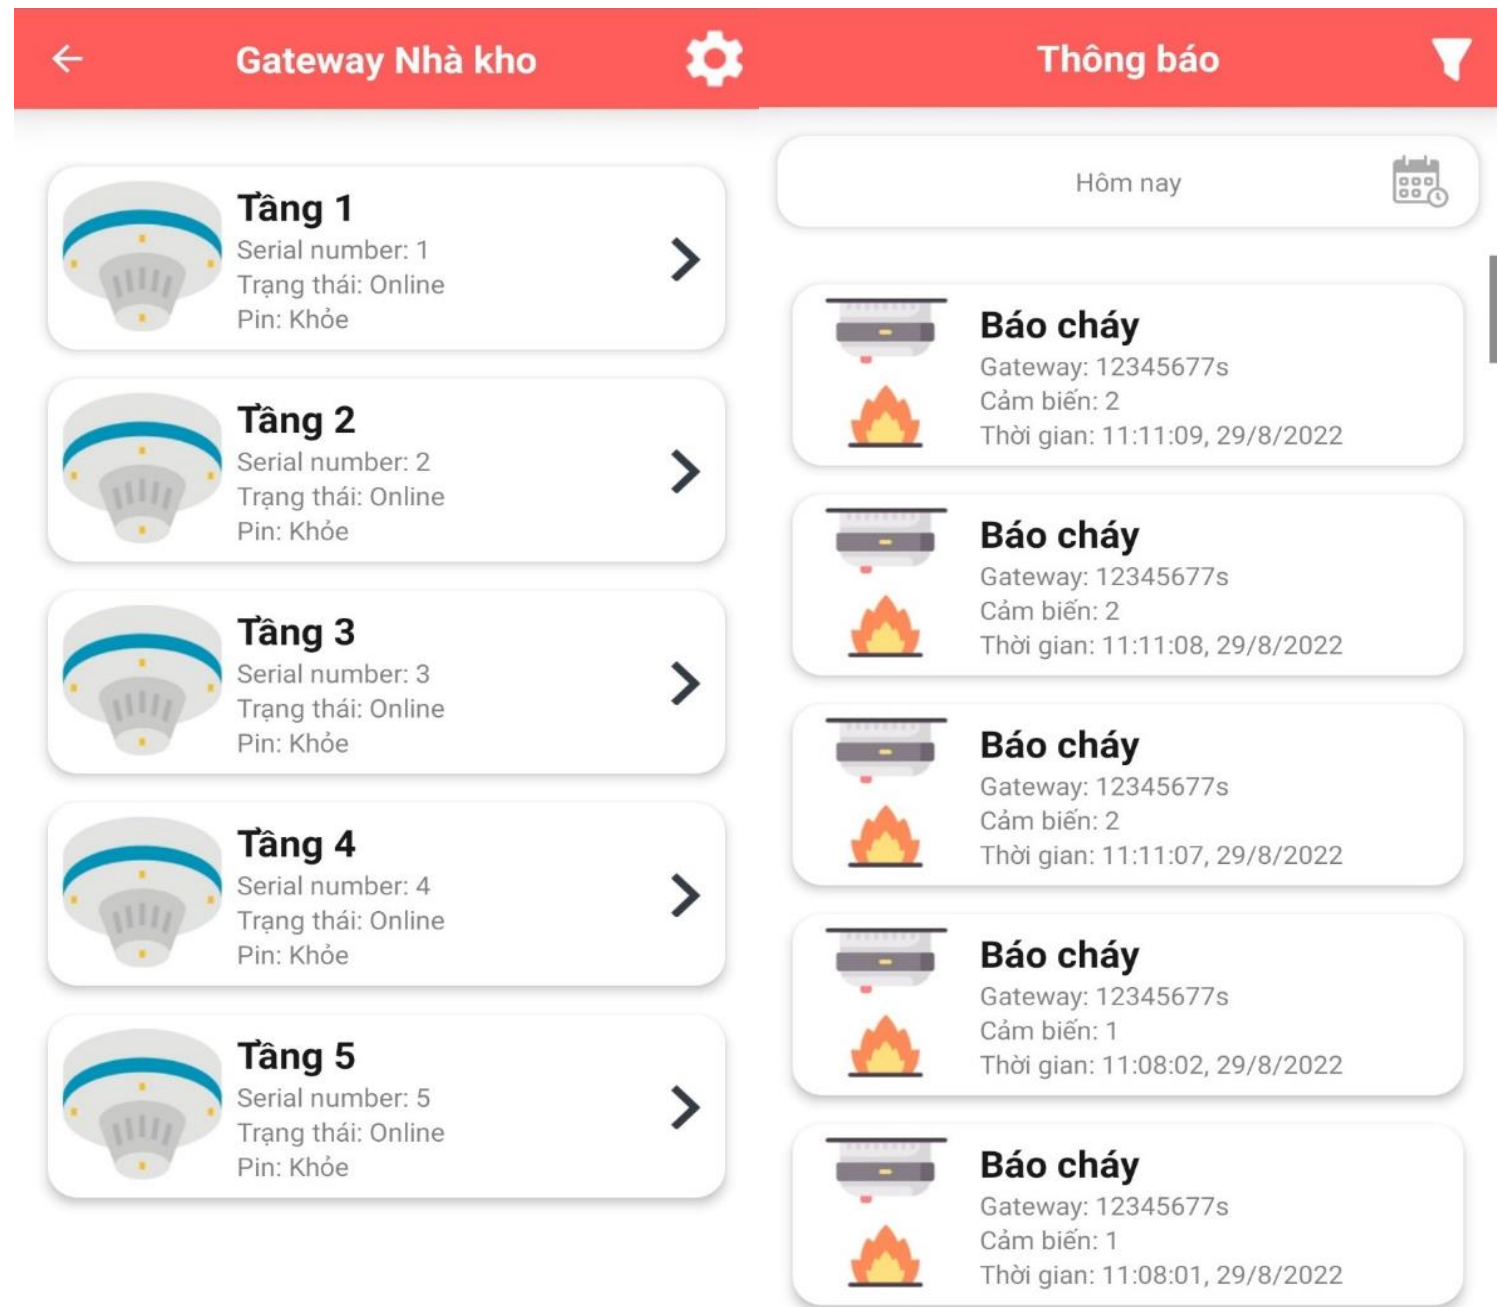 Gateway Nhà kho
Tầng 1
Serial number: 1
Trạng thái: Online
Pin: Khỏe
Tầng 2
Serial number: 2
Trạng thái: Online
Pin: Khỏe
Tầng 3
Serial number: 3
Trạng thái: Online
Pin: Khỏe
Tầng 4
Serial number: 4
Trạng thái: Online
Pin: Khỏe
Tầng 5
Serial number: 5
Trạng thái: Online
Pin: Khỏe
Thông báo
Hôm nay
Báo cháy
Gateway: 12345677s
Cảm biến: 2
Thời gian: 11:11:09, 29/8/2022
Báo cháy
Gateway: 12345677s
Cảm biến: 2
Thời gian: 11:11:08, 29/8/2022
Báo cháy
Gateway: 12345677s
Cảm biến: 2
Thời gian: 11:11:07, 29/8/2022
Báo cháy
Gateway: 12345677s
Cảm biến: 1
Thời gian: 11:08:02, 29/8/2022
Báo cháy
Gateway: 12345677s
Cảm biến: 1
Thời gian: 11:08:01, 29/8/2022